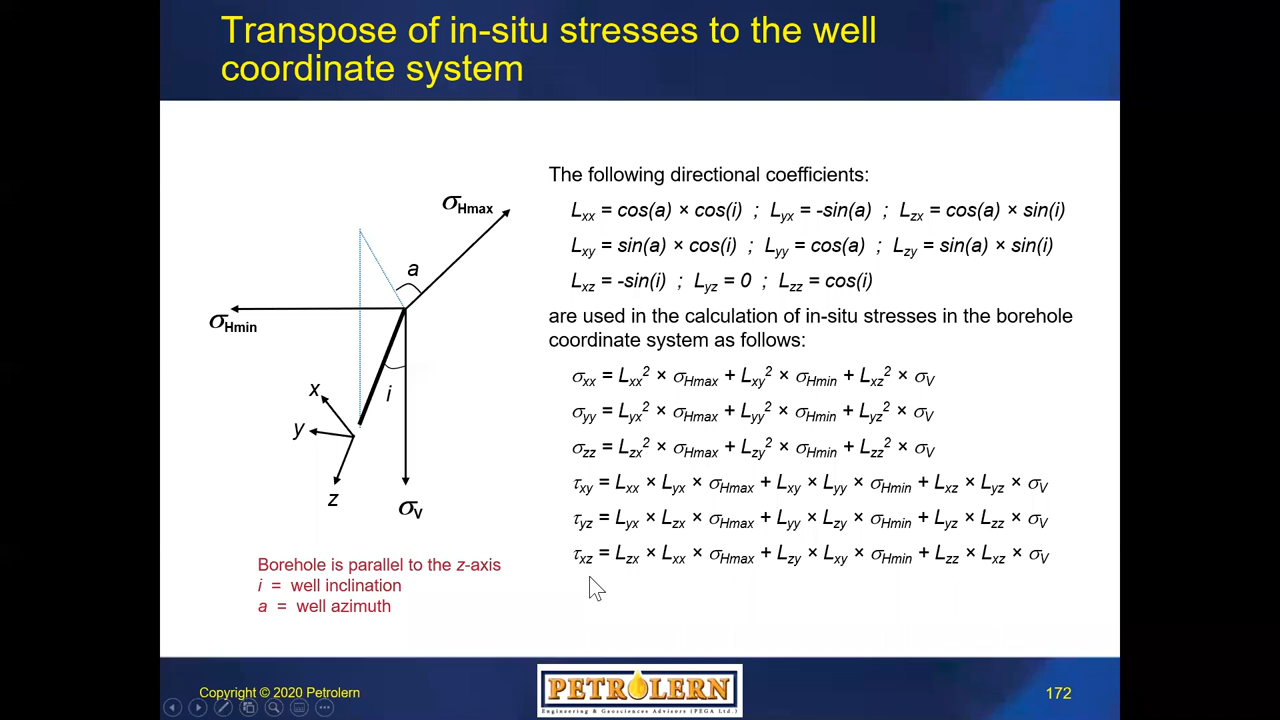 Transpose of in-situ stresses to the well
coordinate system
σHmax
a
σHmin
i
x
y
z
σV
Borehole is parallel to the z-axis
i = well inclination
a = well azimuth
The following directional coefficients:
Lxx = cos(a) × cos(i) ; Lyx = -sin(a) ; Lzx = cos(a) × sin(i)
Lxy = sin(a) × cos(i) ; Lyy = cos(a) ; Lzy = sin(a) × sin(i)
Lxz = -sin(i) ; Lyz = 0 ; Lzz = cos(i)
are used in the calculation of in-situ stresses in the borehole
coordinate system as follows:
σxx = Lxx² × σHmax + Lxy² × σHmin + Lxz² × σV
σyy = Lyx² × σHmax + Lyy² × σHmin + Lyz² × σV
σzz = Lzx² × σHmax + Lzy² × σHmin + Lzz² × σV
τxy = Lxx × Lyx × σHmax + Lxy × Lyy × σHmin + Lxz × Lyz × σV
τyz = Lyx × Lzx × σHmax + Lyy × Lzy × σHmin + Lyz × Lzz × σV
τxz = Lzx × Lxx × σHmax + Lzy × Lxy × σHmin + Lzz × Lxz × σV
Copyright © 2020 Petrolern
PETROLERN
Engineering & Geosciences Advisors (PEGA Ltd.)
172